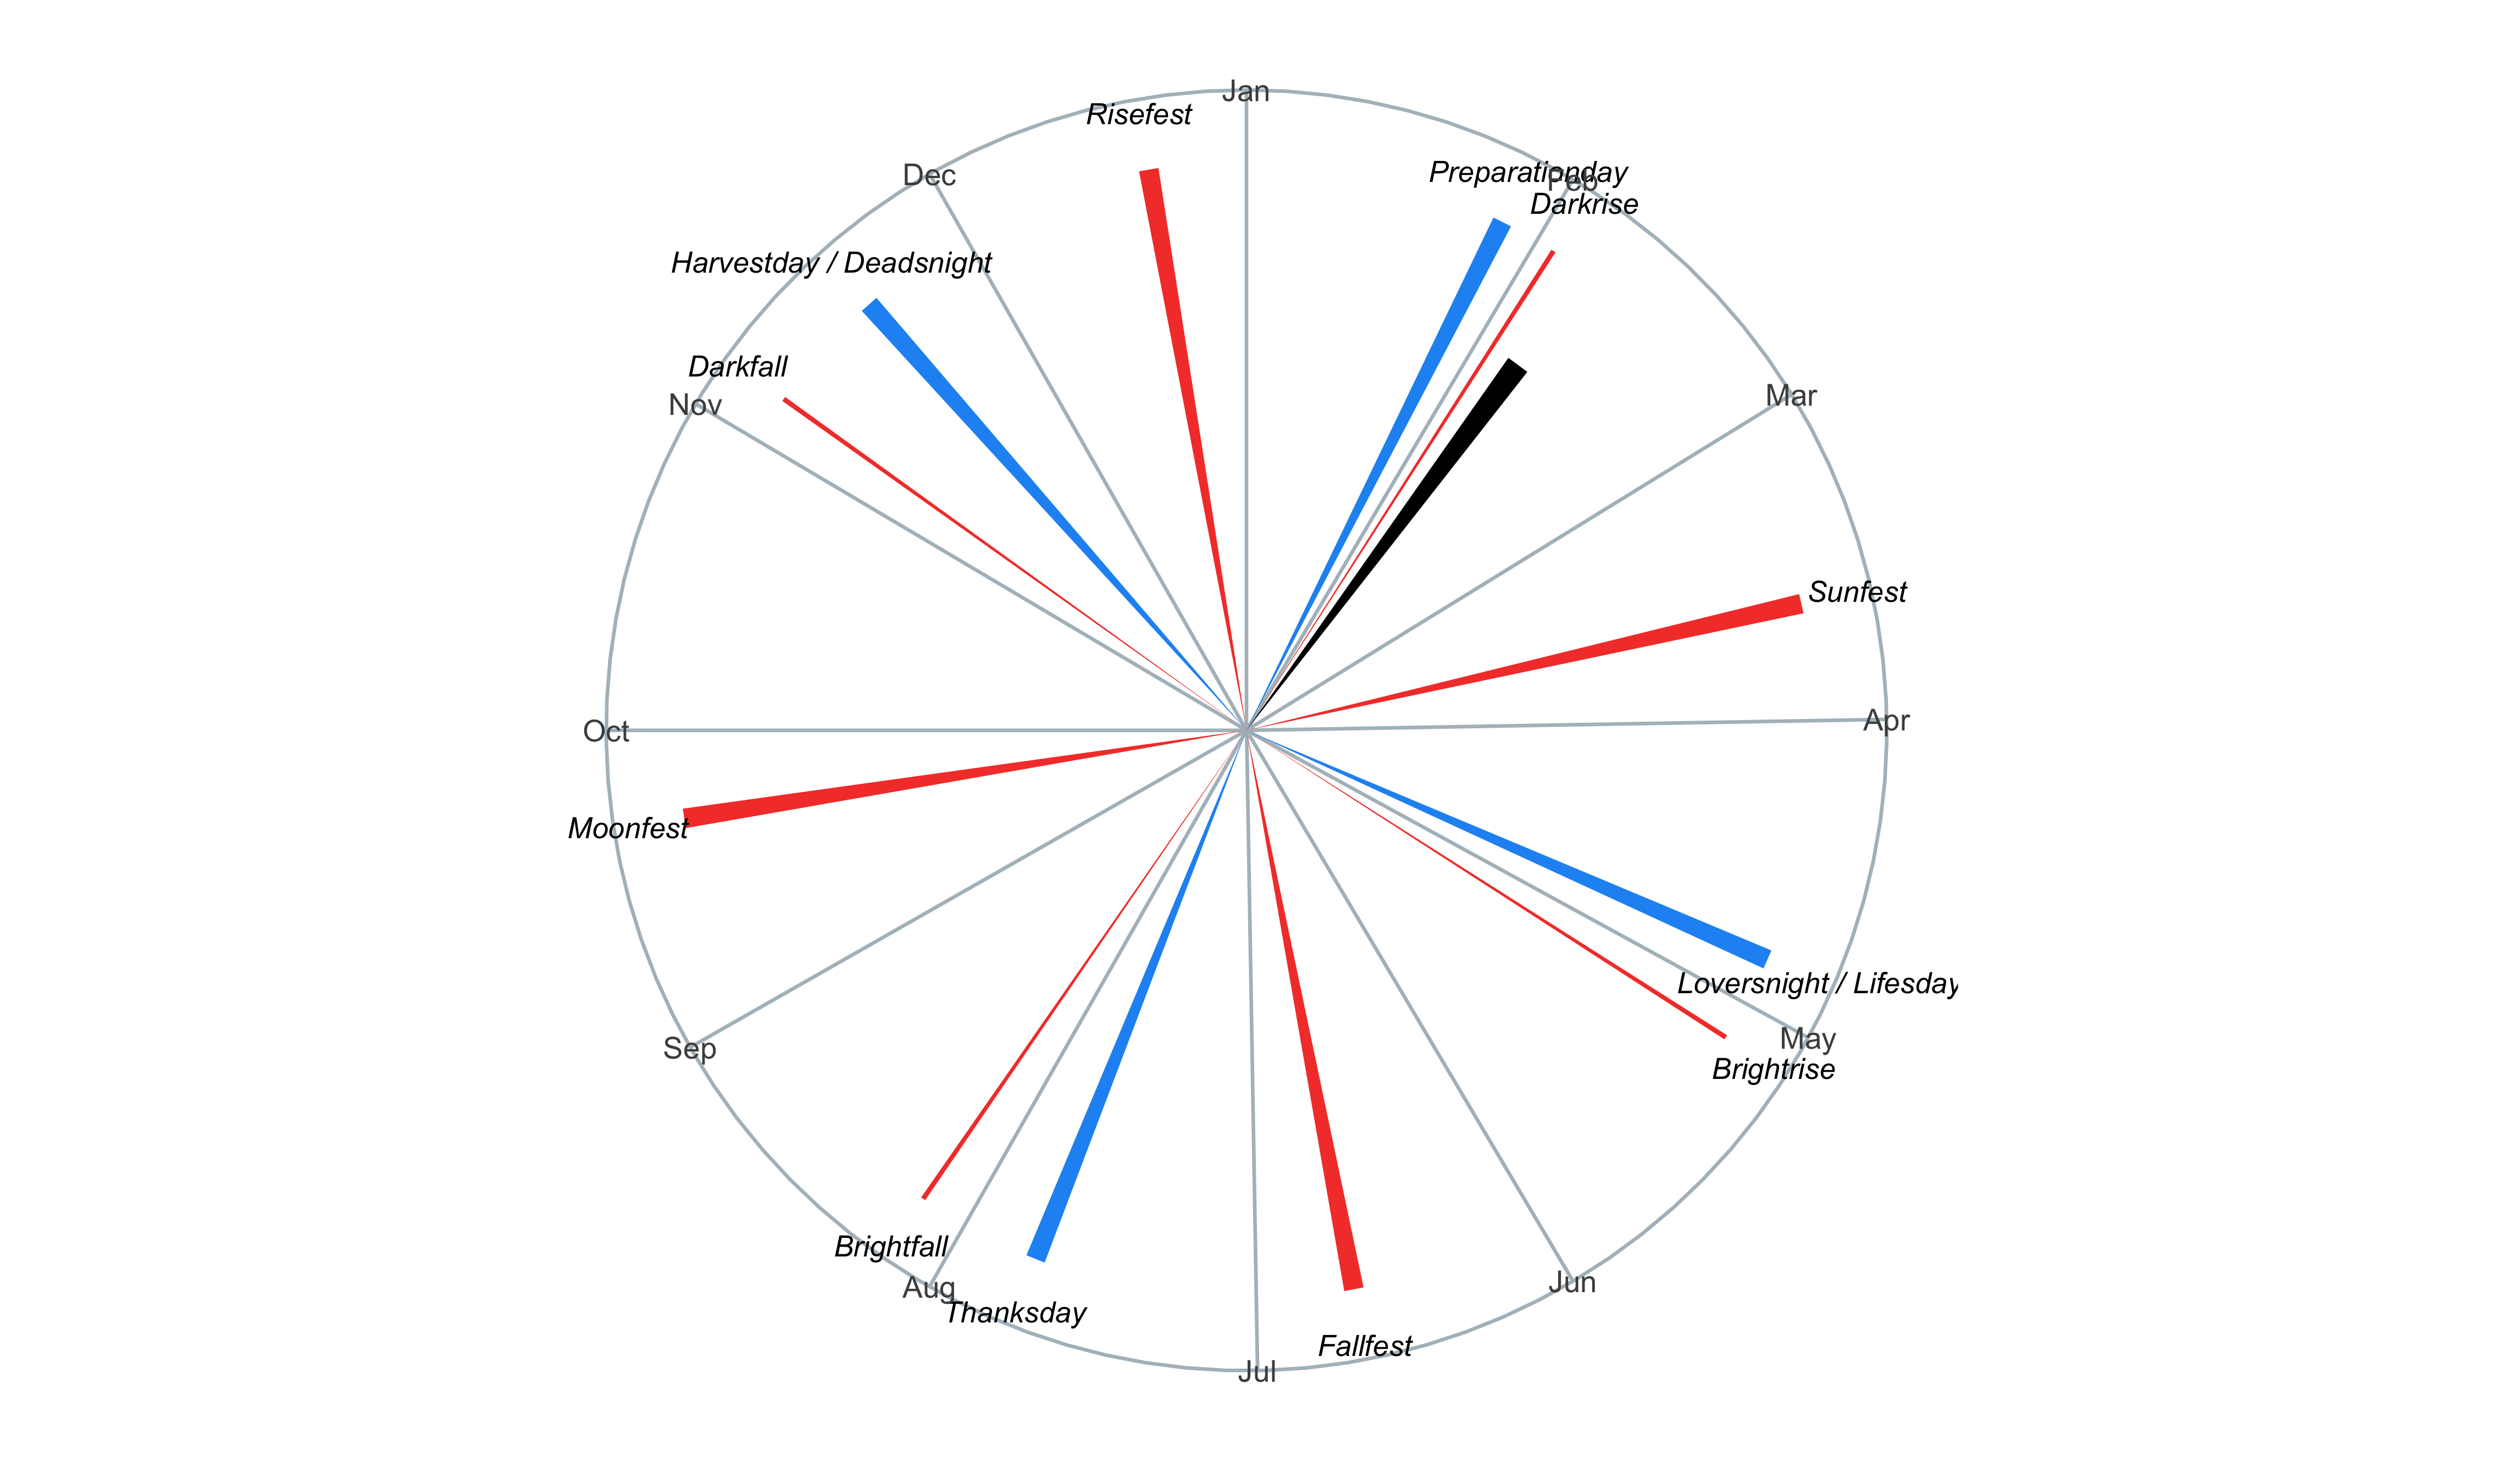 Jan
Risefest
Preparationday
Dec
Feb
Darkrise
Harvestday / Deadsnight
Darkfall
Nov
Mar
Sunfest
Oct
Apr
Moonfest
Loversnight / Lifesday
Sep
May
Brightrise
Brightfall
Aug
Jun
Thanksday
Fallfest
Jul